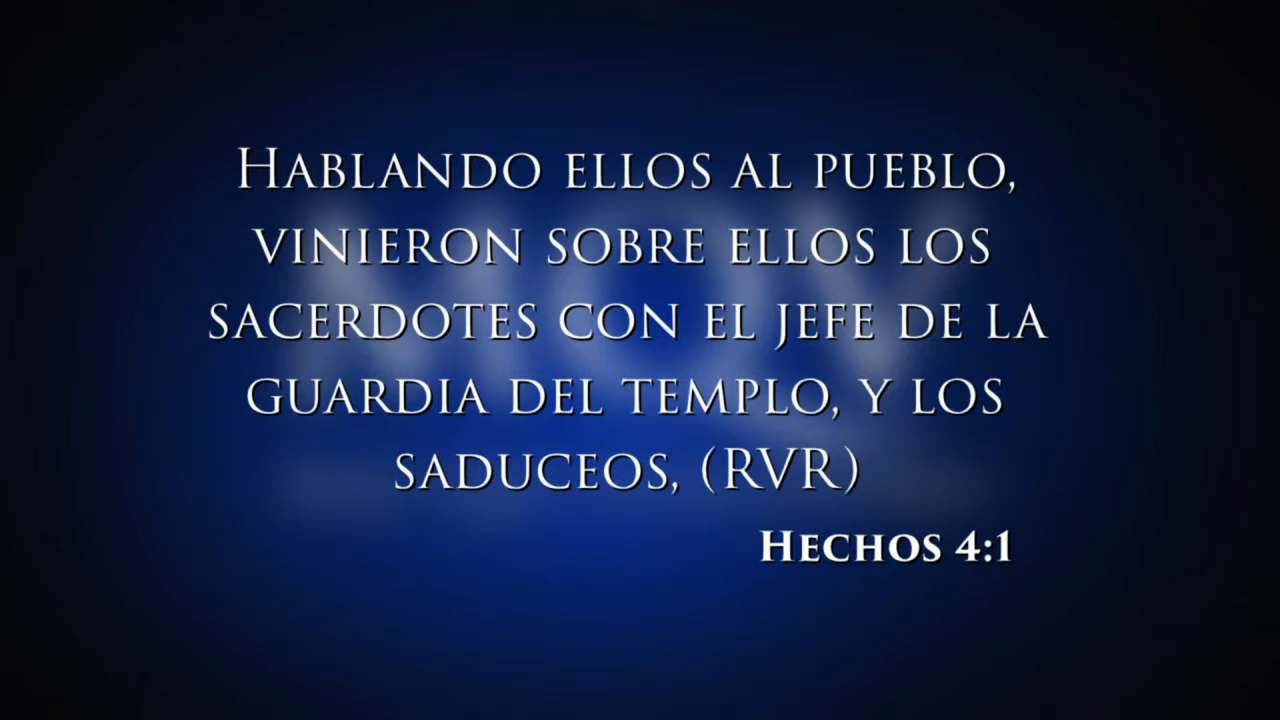 Hablando ellos al pueblo,
vinieron sobre ellos los
sacerdotes con el jefe de la
guardia del templo, y los
saduceos, (RVR)
Hechos 4:1